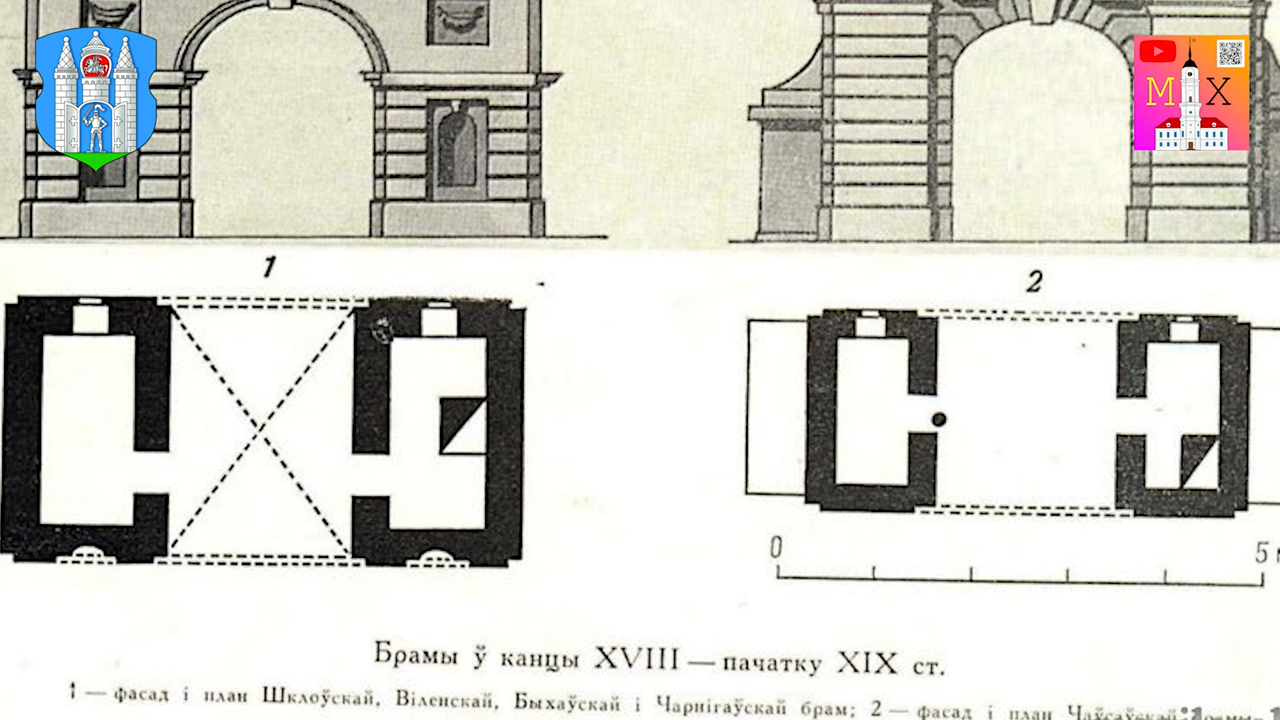 M X
1
2
0 5
Брамы ў канцы XVIII — пачатку XIX ст.
1 — фасад і план Шклоўскай, Віленскай, Быхаўскай і Чарнігаўскай брам; 2 — фасад і план Чаўсаўскай